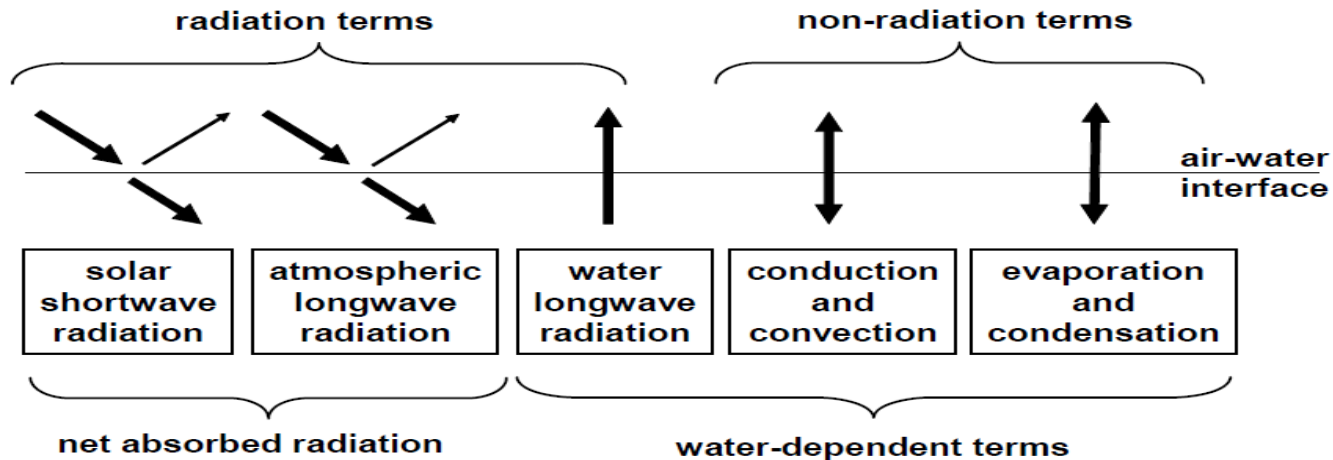 radiation terms
non-radiation terms
air-water
interface
solar
shortwave
radiation
atmospheric
longwave
radiation
water
longwave
radiation
conduction
and
convection
evaporation
and
condensation
net absorbed radiation
water-dependent terms